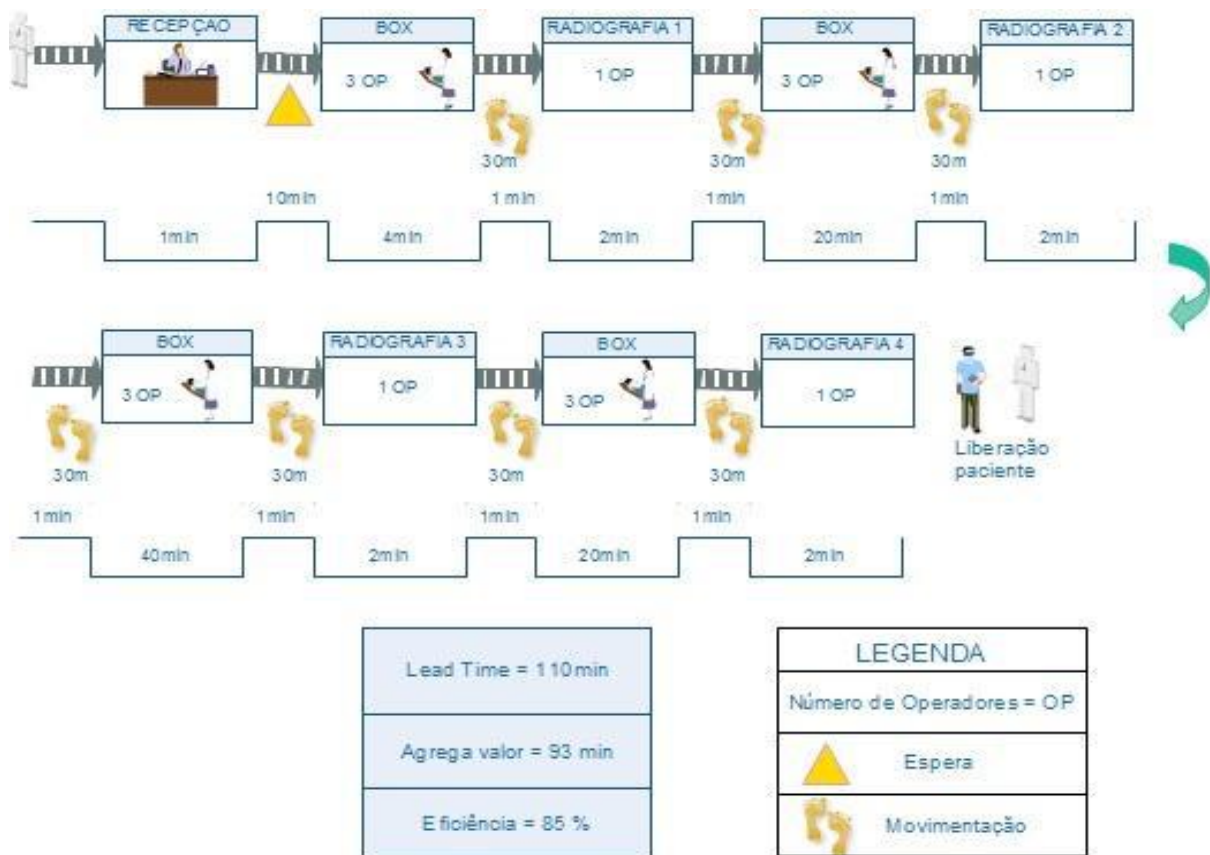 RECEPÇAO
BOX
RADIOGRAFIA 1
BOX
RADIOGRAFIA 2
3 OP
1 OP
3 OP
1 OP
30m
30m
30m
10min
1 min
1min
1min
1min
4min
2min
20min
2min
BOX
RADIOGRAFIA 3
BOX
RADIOGRAFIA 4
3 OP
1 OP
3 OP
1 OP
Liberação
paciente
30m
30m
30m
30m
1min
1min
1min
1min
40min
2min
20min
2min
Lead Time = 110min
Agrega valor = 93 min
Eficiência = 85 %
LEGENDA
Número de Operadores = OP
Espera
Movimentação